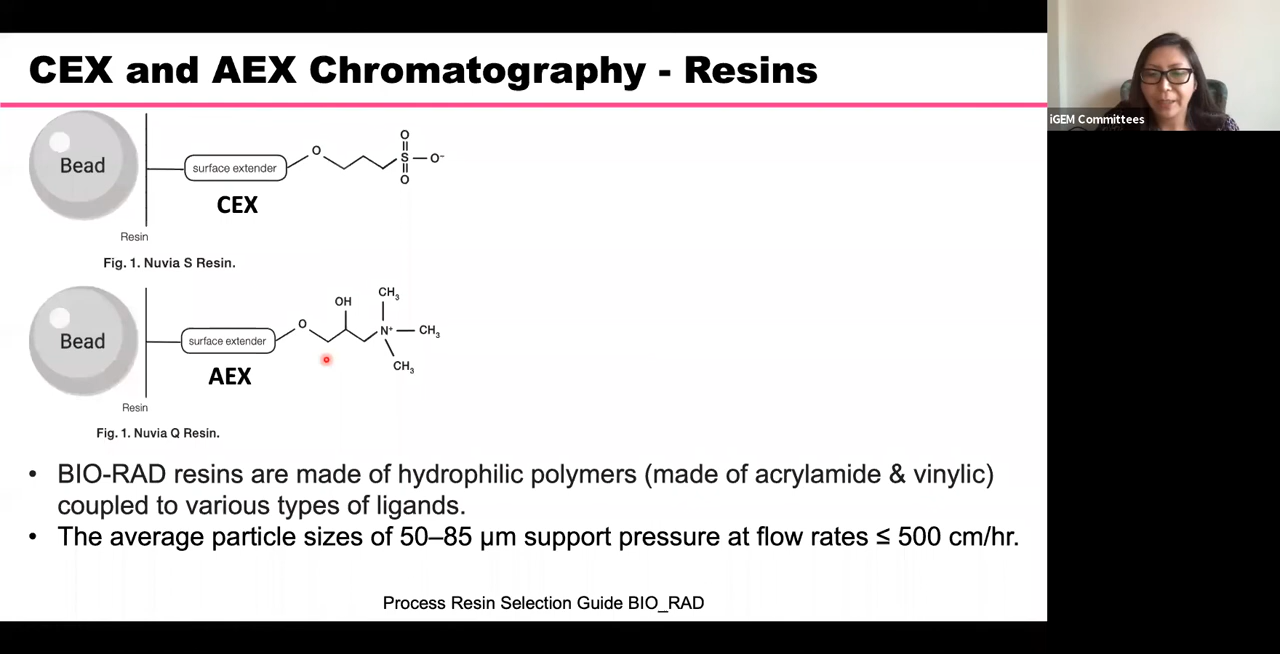 CEX and AEX Chromatography - Resins
iGEM Committees
Bead
surface extender
O
O
S
O⁻
O
CEX
Resin
Fig. 1. Nuvia S Resin.
Bead
surface extender
O
OH
CH₃
N⁺
CH₃
CH₃
AEX
Resin
Fig. 1. Nuvia Q Resin.
• BIO-RAD resins are made of hydrophilic polymers (made of acrylamide & vinylic)
coupled to various types of ligands.
• The average particle sizes of 50–85 μm support pressure at flow rates ≤ 500 cm/hr.
Process Resin Selection Guide BIO_RAD